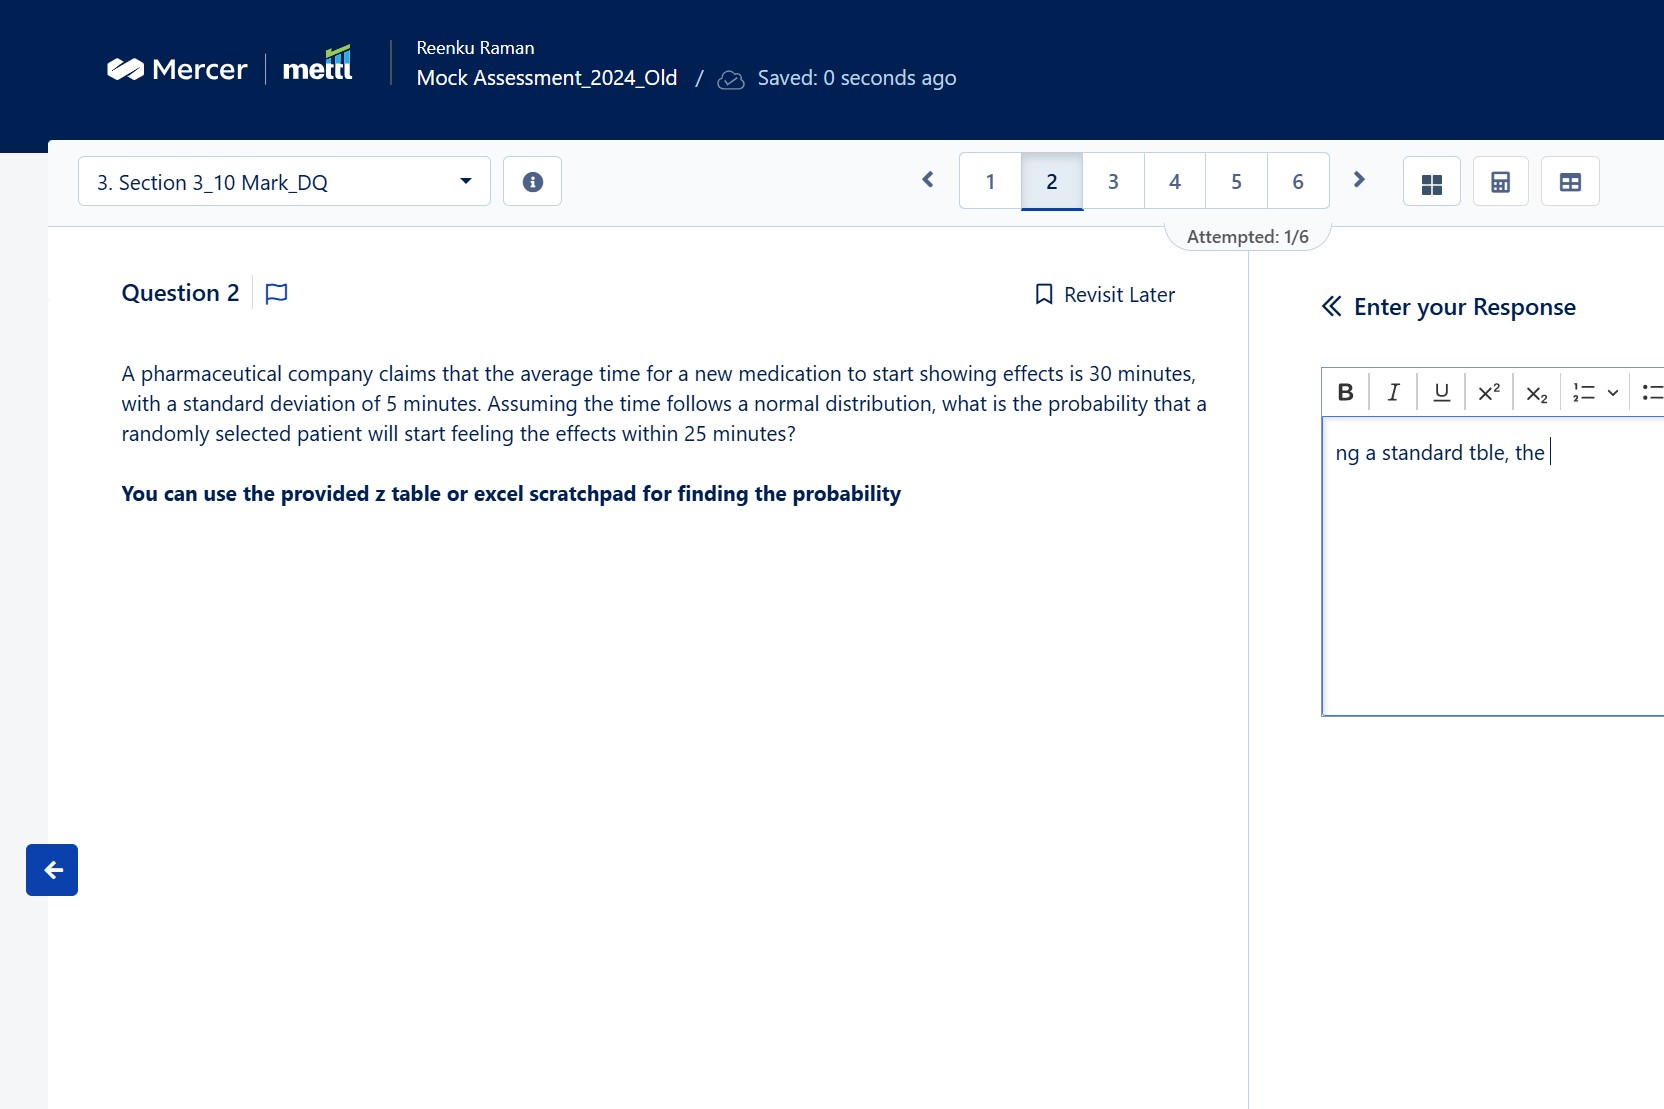 Mercer
mettl
Reenku Raman
Mock Assessment_2024_Old / Saved: 0 seconds ago
3. Section 3_10 Mark_DQ
1 2 3 4 5 6
Attempted: 1/6
Question 2
Revisit Later
A pharmaceutical company claims that the average time for a new medication to start showing effects is 30 minutes,
with a standard deviation of 5 minutes. Assuming the time follows a normal distribution, what is the probability that a
randomly selected patient will start feeling the effects within 25 minutes?
You can use the provided z table or excel scratchpad for finding the probability
Enter your Response
B I U x² x₂
ng a standard tble, the